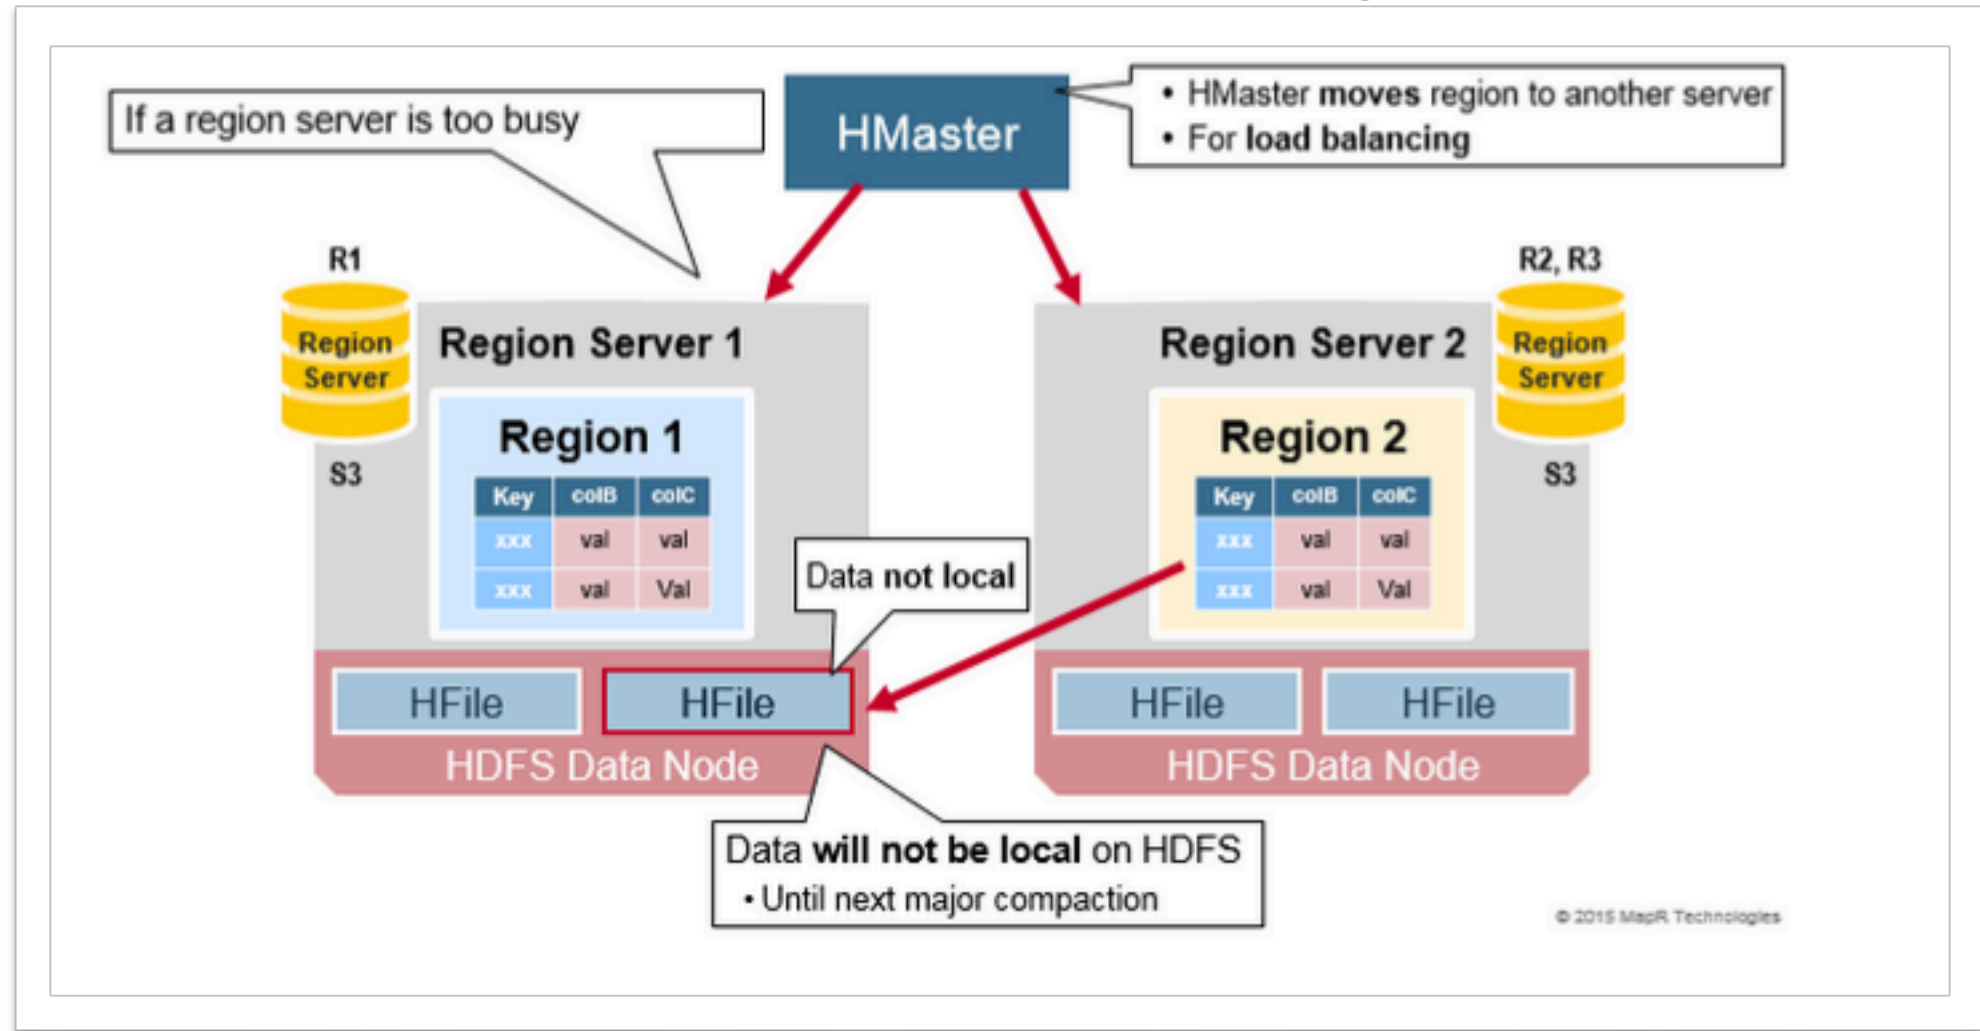 If a region server is too busy
HMaster
• HMaster moves region to another server
• For load balancing
R1
Region
Server
S3
Region Server 1
Region 1
Key colB colC
xxx val val
xxx val Val
Data not local
HFile HFile
HDFS Data Node
R2, R3
Region
Server
S3
Region Server 2
Region 2
Key colB colC
xxx val val
xxx val Val
HFile HFile
HDFS Data Node
Data will not be local on HDFS
• Until next major compaction
© 2015 MapR Technologies